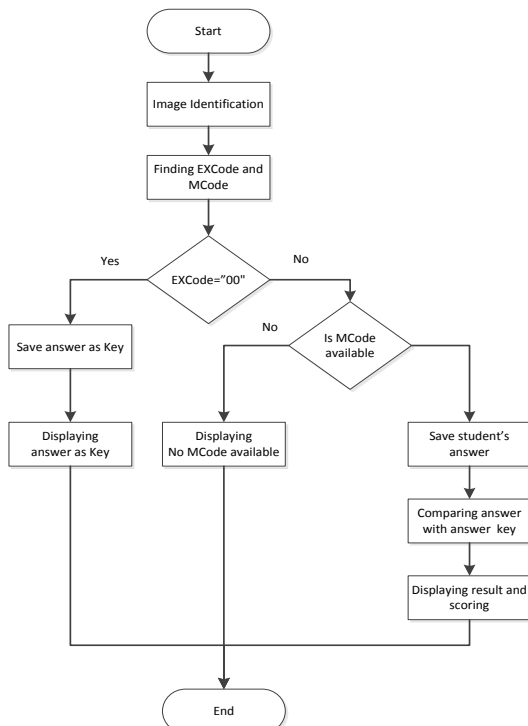 Start
Image Identification
Finding EXCode and
MCode
Yes
No
EXCode=”00"
No
Is MCode
available
Save answer as Key
Displaying
answer as Key
Displaying
No MCode available
Save student’s
answer
Comparing answer
with answer key
Displaying result and
scoring
End